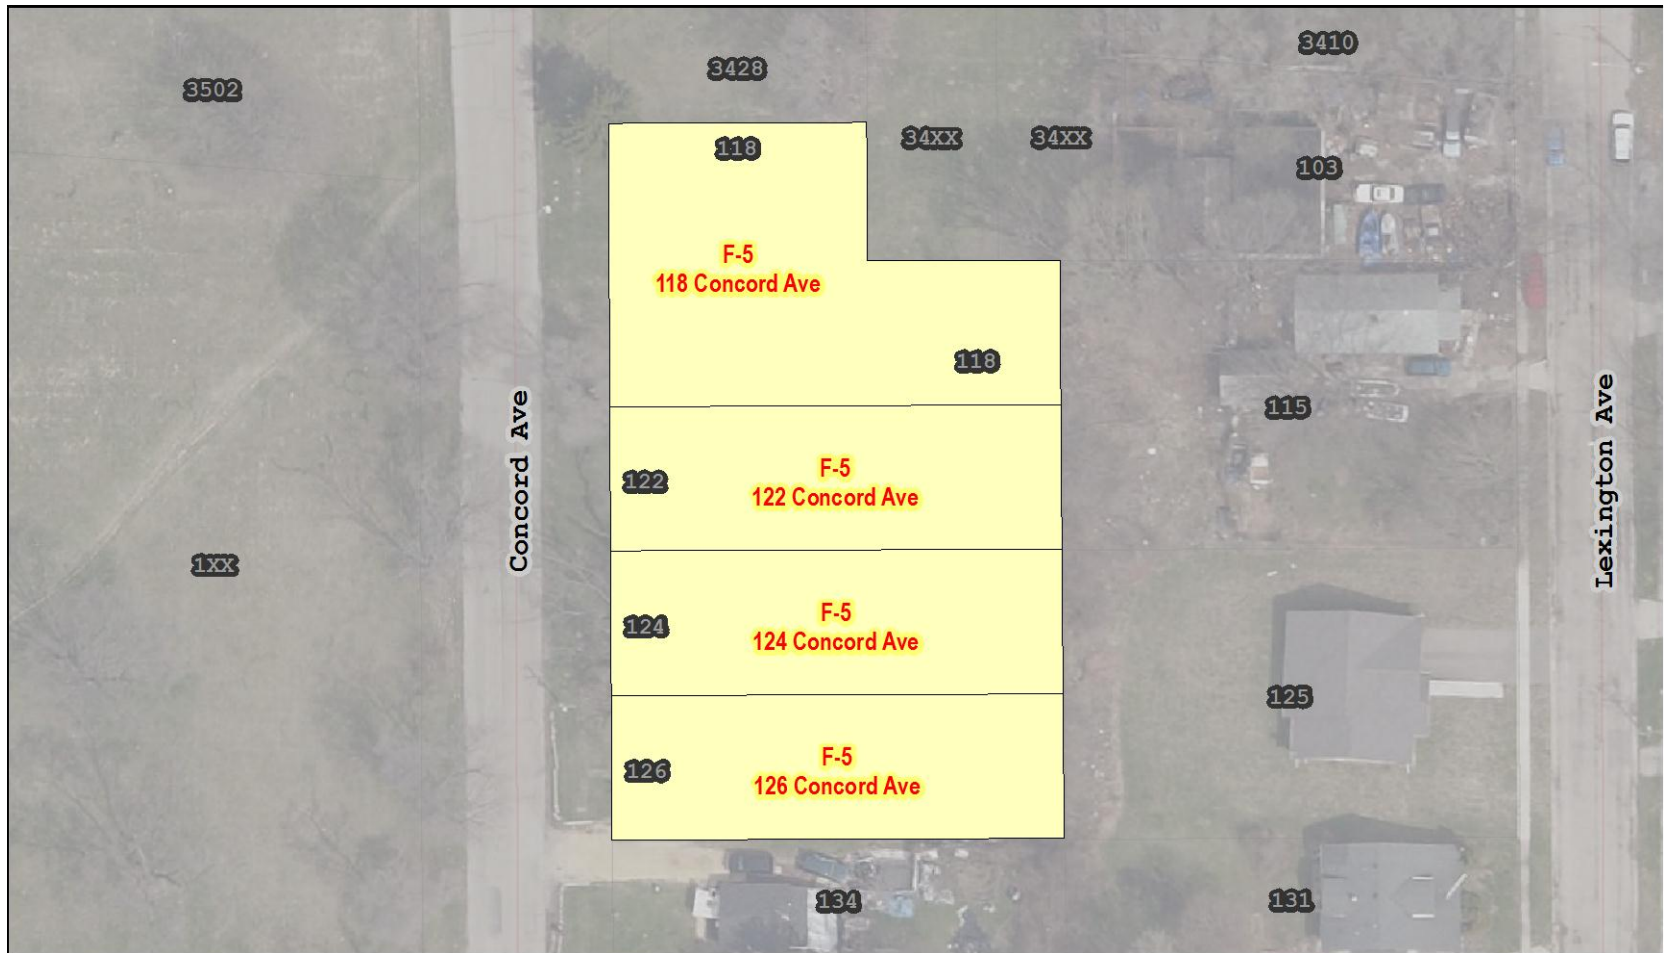 3410
3502
3428
118
34XX
34XX
103
F-5
118 Concord Ave
118
115
Concord Ave
Lexington Ave
122
F-5
122 Concord Ave
1XX
124
F-5
124 Concord Ave
125
126
F-5
126 Concord Ave
134
131